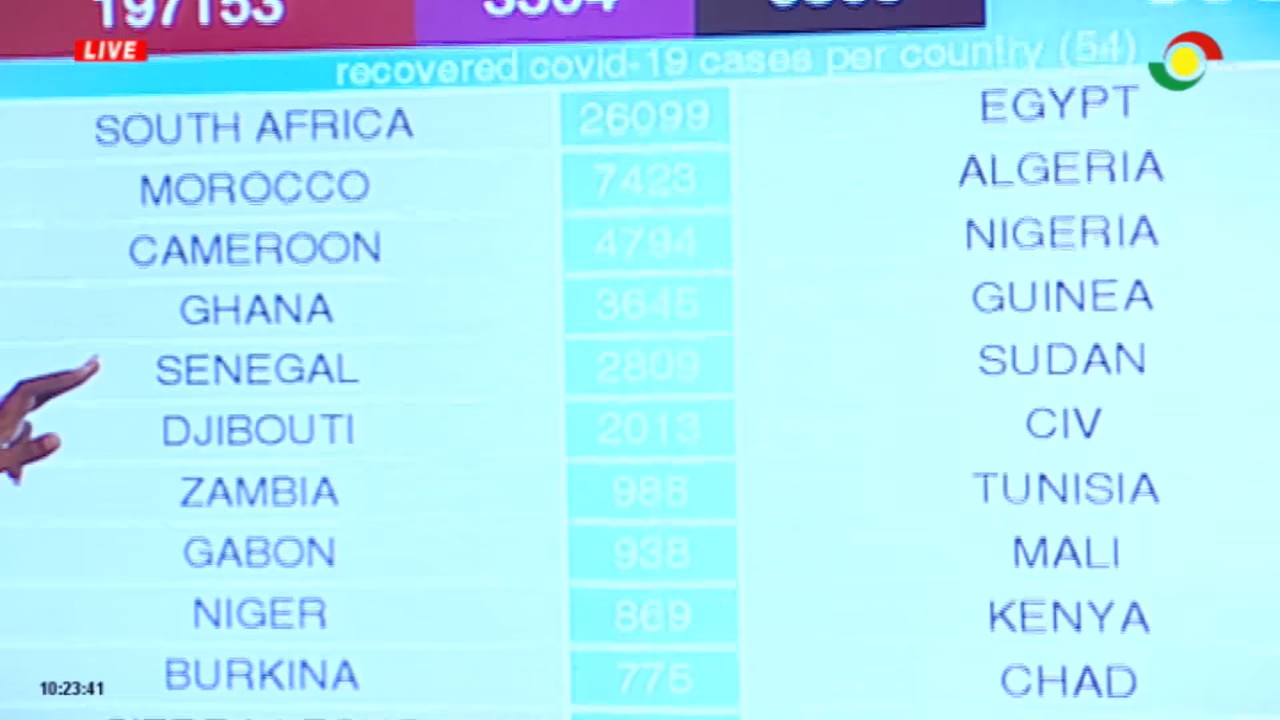 197153
LIVE
recovered covid-19 cases per country (54)
SOUTH AFRICA 26099 EGYPT
MOROCCO 7423 ALGERIA
CAMEROON 4794 NIGERIA
GHANA 3645 GUINEA
SENEGAL 2809 SUDAN
DJIBOUTI 2013 CIV
ZAMBIA 988 TUNISIA
GABON 938 MALI
NIGER 869 KENYA
BURKINA 775 CHAD
10:23:41